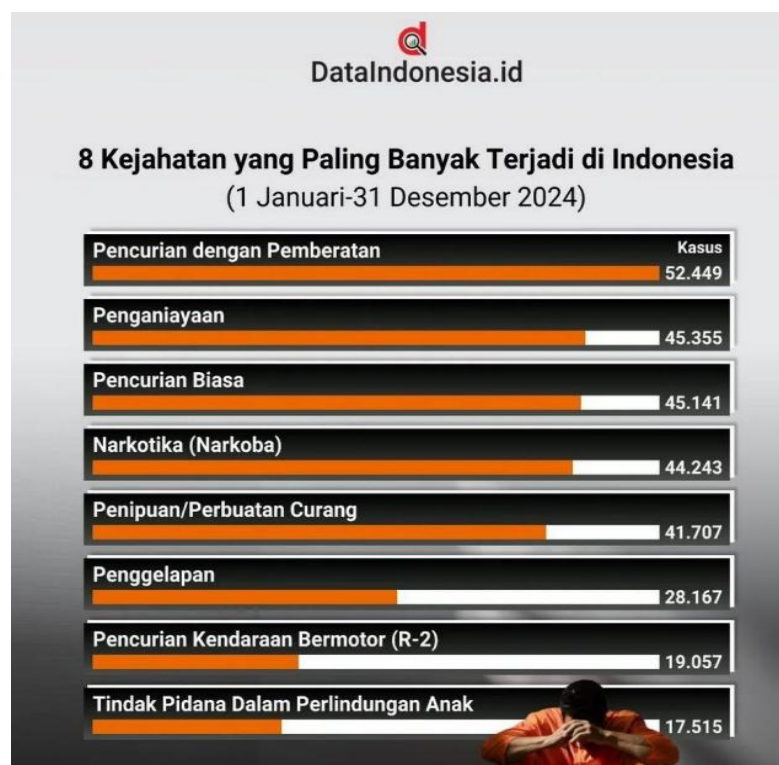 DataIndonesia.id
8 Kejahatan yang Paling Banyak Terjadi di Indonesia
(1 Januari-31 Desember 2024)
Pencurian dengan Pemberatan Kasus
52.449
Penganiayaan
45.355
Pencurian Biasa
45.141
Narkotika (Narkoba)
44.243
Penipuan/Perbuatan Curang
41.707
Penggelapan
28.167
Pencurian Kendaraan Bermotor (R-2)
19.057
Tindak Pidana Dalam Perlindungan Anak
17.515